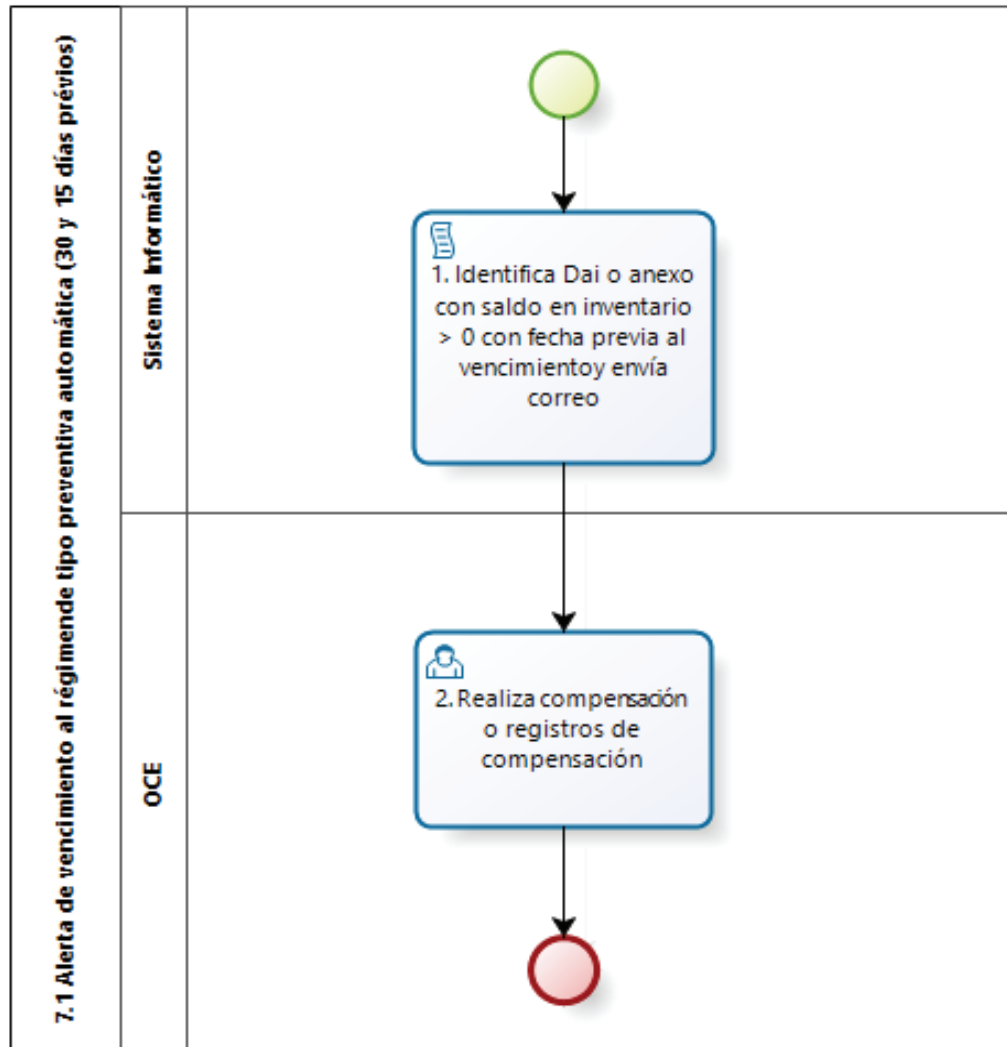 7.1 Alerta de vencimiento al régimende tipo preventiva automática (30 y 15 días prévios)
Sistema Informático
1. Identifica Dai o anexo
con saldo en inventario
> 0 con fecha previa al
vencimientoy envía
correo
OCE
2. Realiza compensación
o registros de
compensación